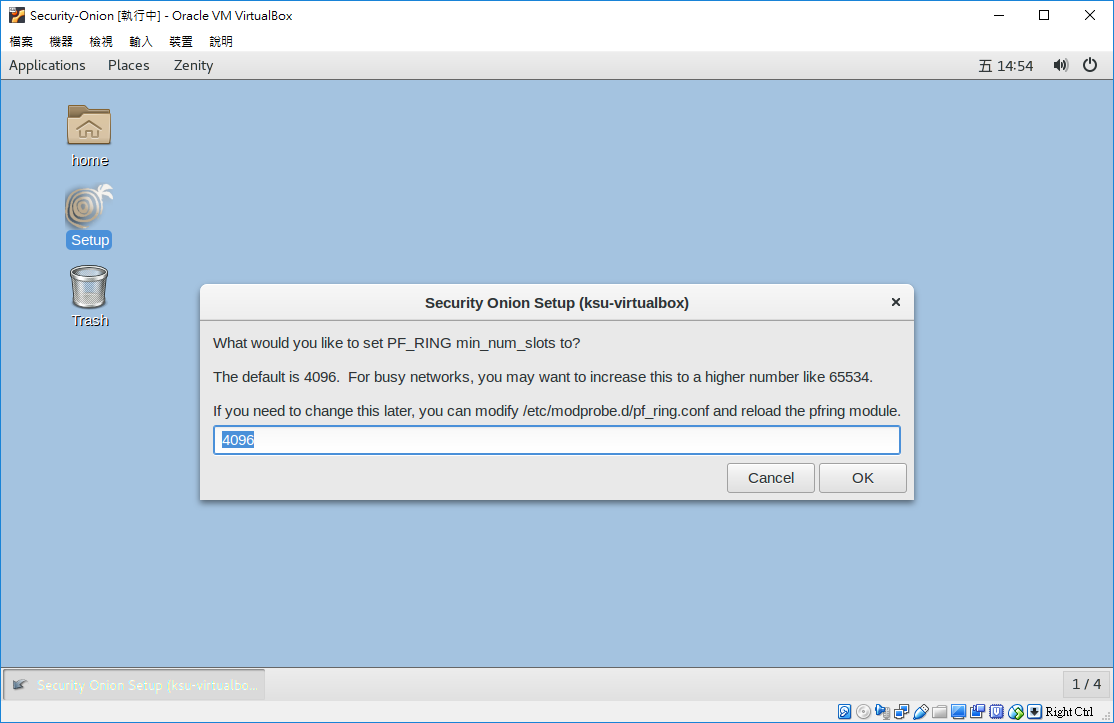 Security-Onion [執行中] - Oracle VM VirtualBox
檔案 機器 檢視 輸入 裝置 說明
Applications Places Zenity 五 14:54
home
Setup
Trash
Security Onion Setup (ksu-virtualbox)
What would you like to set PF_RING min_num_slots to?
The default is 4096.  For busy networks, you may want to increase this to a higher number like 65534.
If you need to change this later, you can modify /etc/modprobe.d/pf_ring.conf and reload the pfring module.
4096
Cancel OK
Security Onion Setup (ksu-virtualbo... 1 / 4
Right Ctrl